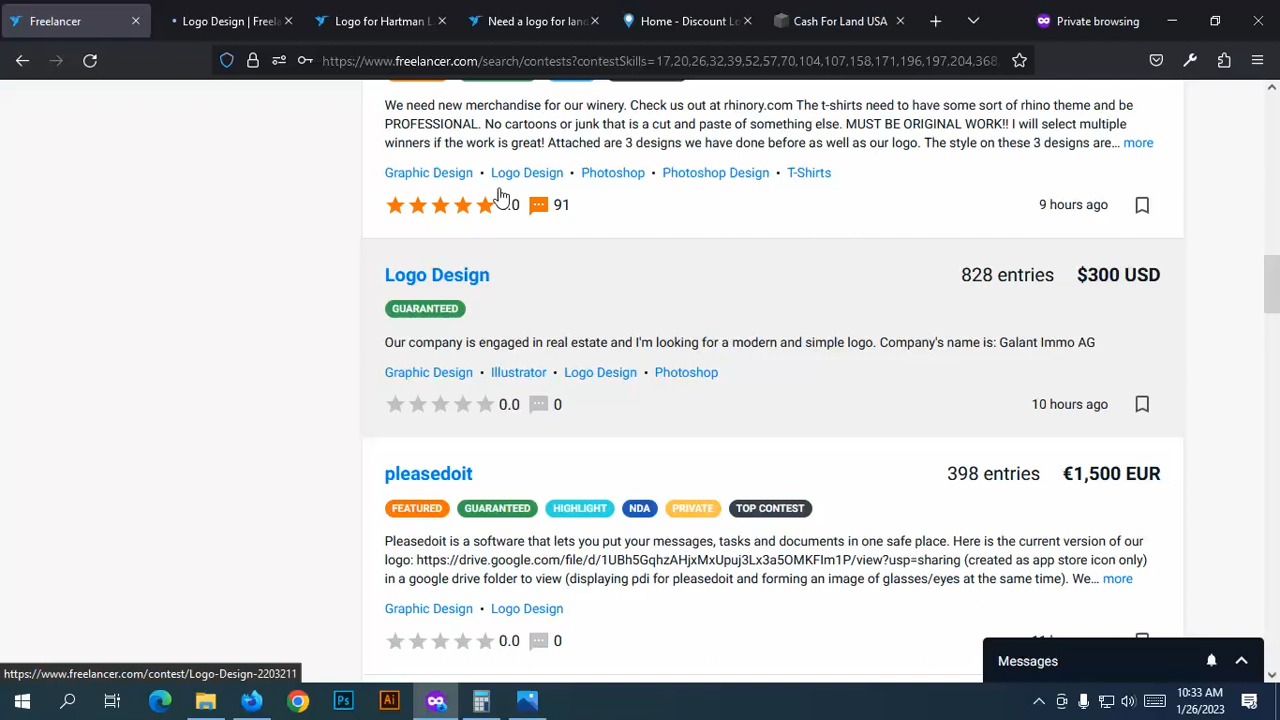 Freelancer
Logo Design | Freela
Logo for Hartman L
Need a logo for lan
Home - Discount Lo
Cash For Land USA
Private browsing
https://www.freelancer.com/search/contests?contestSkills=17,20,26,32,39,52,57,70,104,107,158,171,196,197,204,368,
We need new merchandise for our winery. Check us out at rhinory.com The t-shirts need to have some sort of rhino theme and be
PROFESSIONAL. No cartoons or junk that is a cut and paste of something else. MUST BE ORIGINAL WORK!! I will select multiple
winners if the work is great! Attached are 3 designs we have done before as well as our logo. The style on these 3 designs are... more
Graphic Design • Logo Design • Photoshop • Photoshop Design • T-Shirts
.0 91 9 hours ago
Logo Design 828 entries $300 USD
GUARANTEED
Our company is engaged in real estate and I'm looking for a modern and simple logo. Company's name is: Galant Immo AG
Graphic Design • Illustrator • Logo Design • Photoshop
0.0 0 10 hours ago
pleasedoit 398 entries €1,500 EUR
FEATURED GUARANTEED HIGHLIGHT NDA PRIVATE TOP CONTEST
Pleasedoit is a software that lets you put your messages, tasks and documents in one safe place. Here is the current version of our
logo: https://drive.google.com/file/d/1UBh5GqhzAHjxMxUpuj3Lx3a5OMKFIm1P/view?usp=sharing (created as app store icon only)
in a google drive folder to view (displaying pdi for pleasedoit and forming an image of glasses/eyes at the same time). We... more
Graphic Design • Logo Design
0.0 0
Messages
https://www.freelancer.com/contest/Logo-Design-2203211
Ps
Ai
10:33 AM
1/26/2023